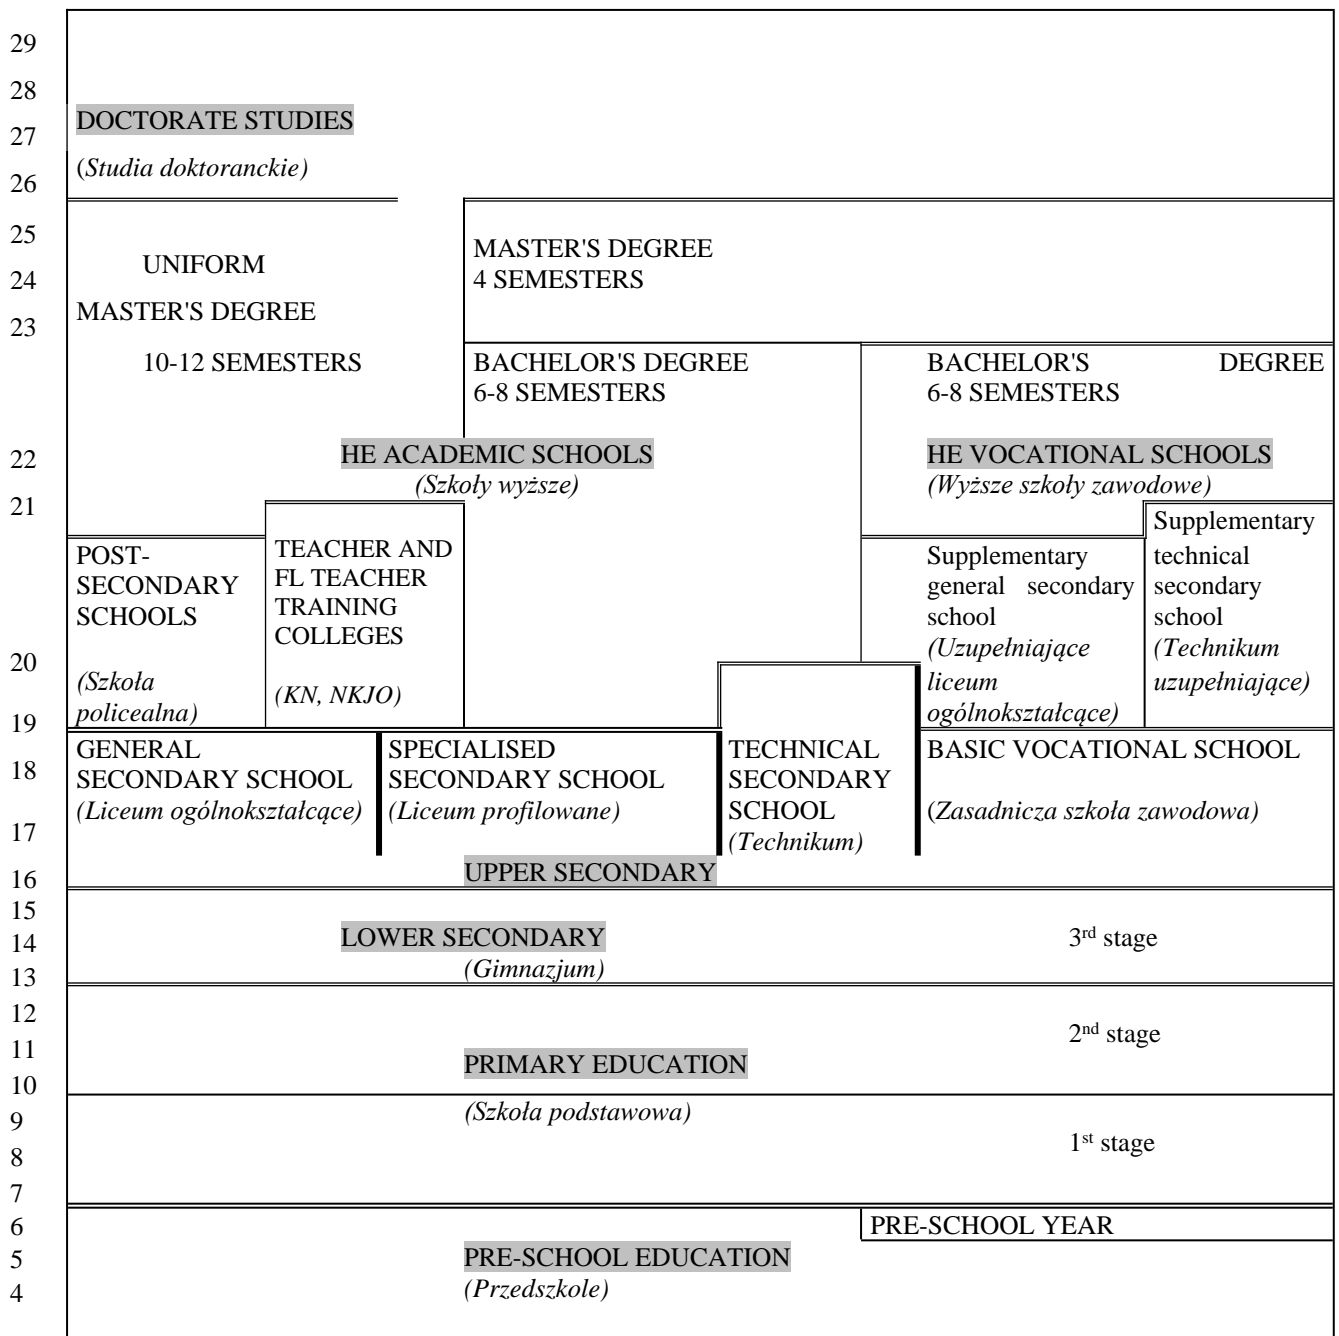 29
28
DOCTORATE STUDIES
27
(Studia doktoranckie)
26
25
MASTER'S DEGREE
UNIFORM
24
4 SEMESTERS
MASTER'S DEGREE
23
10-12 SEMESTERS
BACHELOR'S DEGREE
6-8 SEMESTERS
BACHELOR'S DEGREE
6-8 SEMESTERS
22
HE ACADEMIC SCHOOLS
(Szkoły wyższe)
HE VOCATIONAL SCHOOLS
(Wyższe szkoły zawodowe)
21
POST-
SECONDARY
SCHOOLS
(Szkoła
policealna)
TEACHER AND
FL TEACHER
TRAINING
COLLEGES
(KN, NKJO)
Supplementary
general secondary
school
(Uzupełniające
liceum
ogólnokształcące)
Supplementary
technical
secondary
school
(Technikum
uzupełniające)
20
19
GENERAL
SECONDARY SCHOOL
(Liceum ogólnokształcące)
SPECIALISED
SECONDARY SCHOOL
(Liceum profilowane)
TECHNICAL
SECONDARY
SCHOOL
(Technikum)
BASIC VOCATIONAL SCHOOL
(Zasadnicza szkoła zawodowa)
18
17
UPPER SECONDARY
16
15
LOWER SECONDARY
3rd stage
14
(Gimnazjum)
13
12
2nd stage
11
PRIMARY EDUCATION
10
(Szkoła podstawowa)
9
1st stage
8
7
6
PRE-SCHOOL YEAR
5
PRE-SCHOOL EDUCATION
4
(Przedszkole)